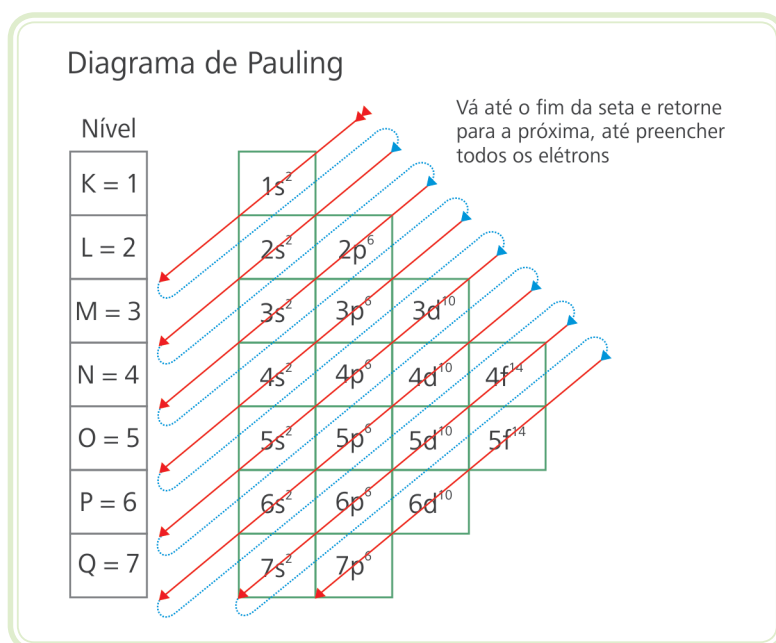 Diagrama de Pauling
Vá até o fim da seta e retorne
para a próxima, até preencher
todos os elétrons
Nível
K = 1 1s²
L = 2 2s² 2p⁶
M = 3 3s² 3p⁶ 3d¹⁰
N = 4 4s² 4p⁶ 4d¹⁰ 4f¹⁴
O = 5 5s² 5p⁶ 5d¹⁰ 5f¹⁴
P = 6 6s² 6p⁶ 6d¹⁰
Q = 7 7s² 7p⁶